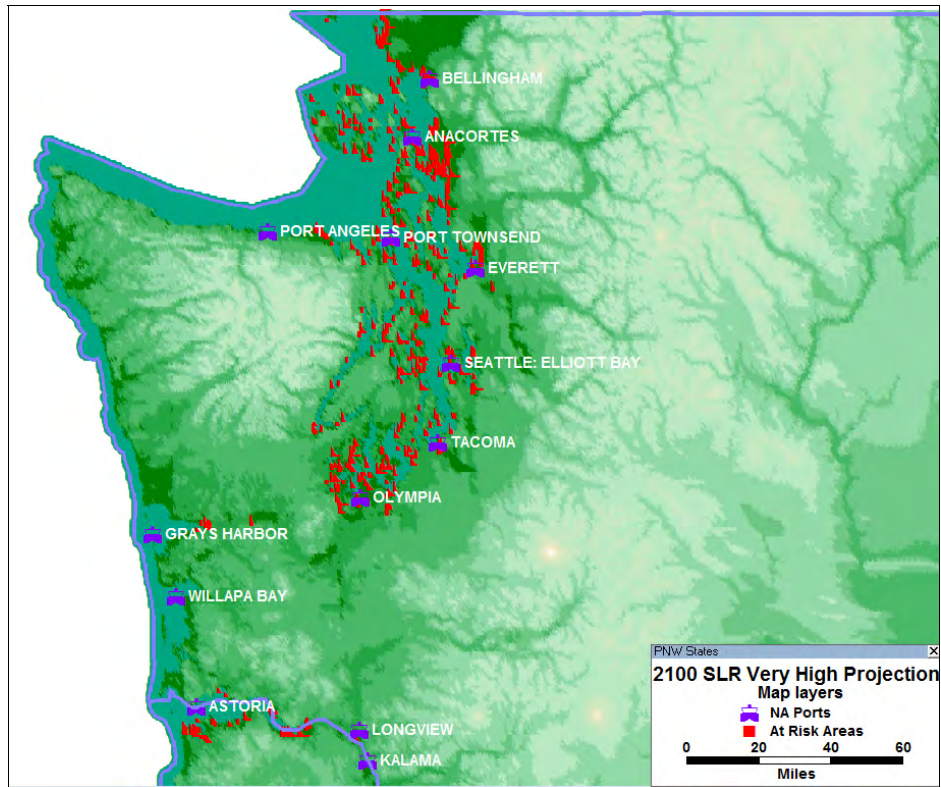 BELLINGHAM
ANACORTES
PORT ANGELES
PORT TOWNSEND
EVERETT
SEATTLE: ELLIOTT BAY
TACOMA
OLYMPIA
GRAYS HARBOR
WILLAPA BAY
ASTORIA
LONGVIEW
KALAMA
PNW States
2100 SLR Very High Projection
Map layers
NA Ports
At Risk Areas
0 20 40 60
Miles